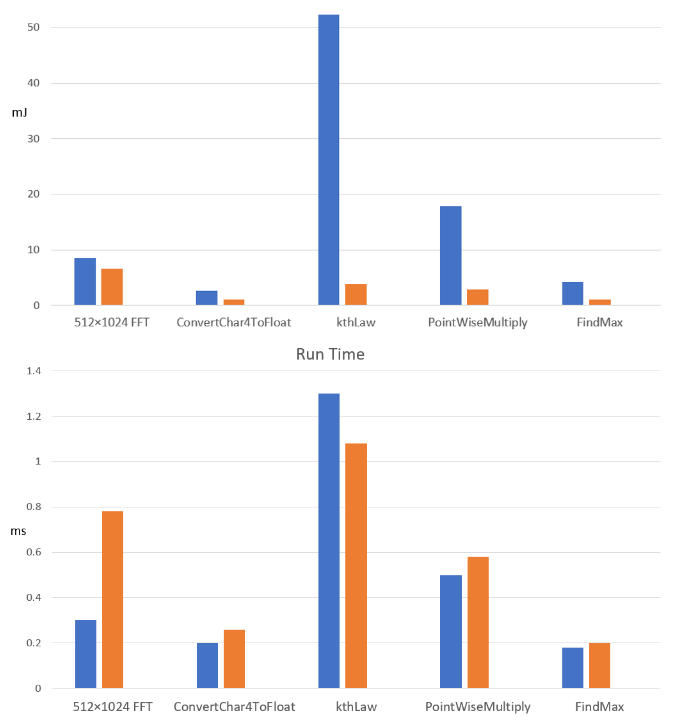 50
40
mJ
30
20
10
0
512×1024 FFT ConvertChar4ToFloat kthLaw PointWiseMultiply FindMax
Run Time
1.4
1.2
1
0.8
ms
0.6
0.4
0.2
0
512×1024 FFT ConvertChar4ToFloat kthLaw PointWiseMultiply FindMax